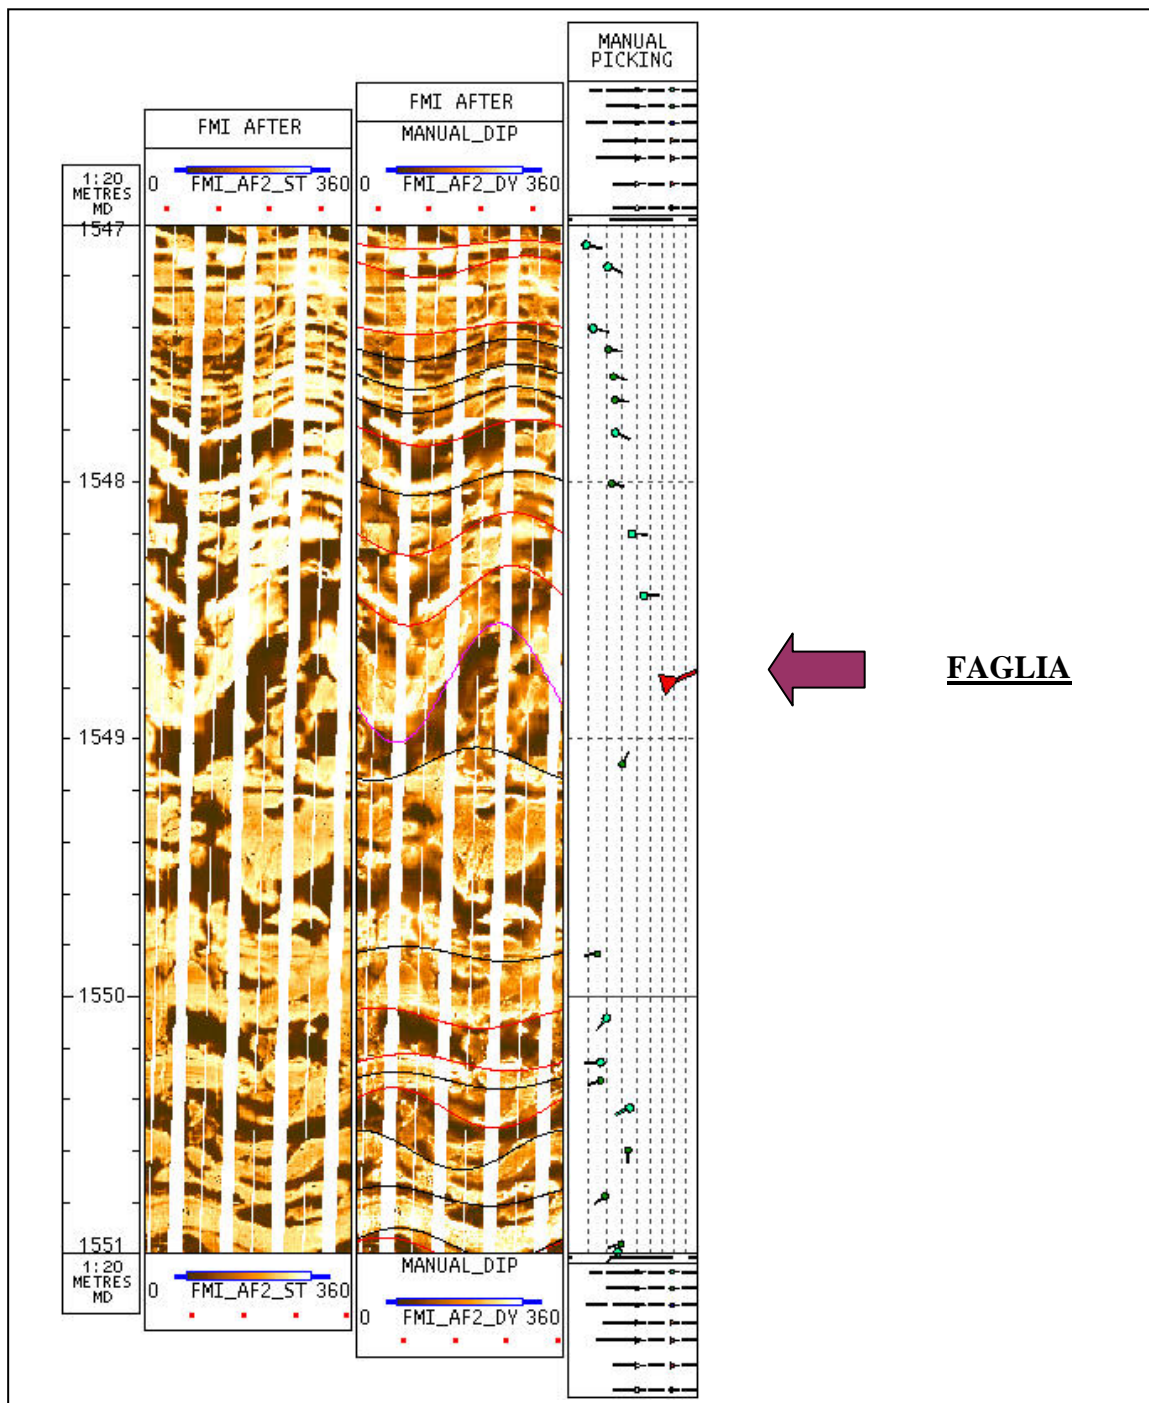 MANUAL
PICKING
FMI AFTER
MANUAL_DIP
0 FMI_AF2_DY 360
FMI AFTER
0 FMI_AF2_ST 360
1:20
METRES
MD
1547
1548
FAGLIA
1549
1550
1551
1:20
METRES
MD
0 FMI_AF2_ST 360
MANUAL_DIP
0 FMI_AF2_DY 360